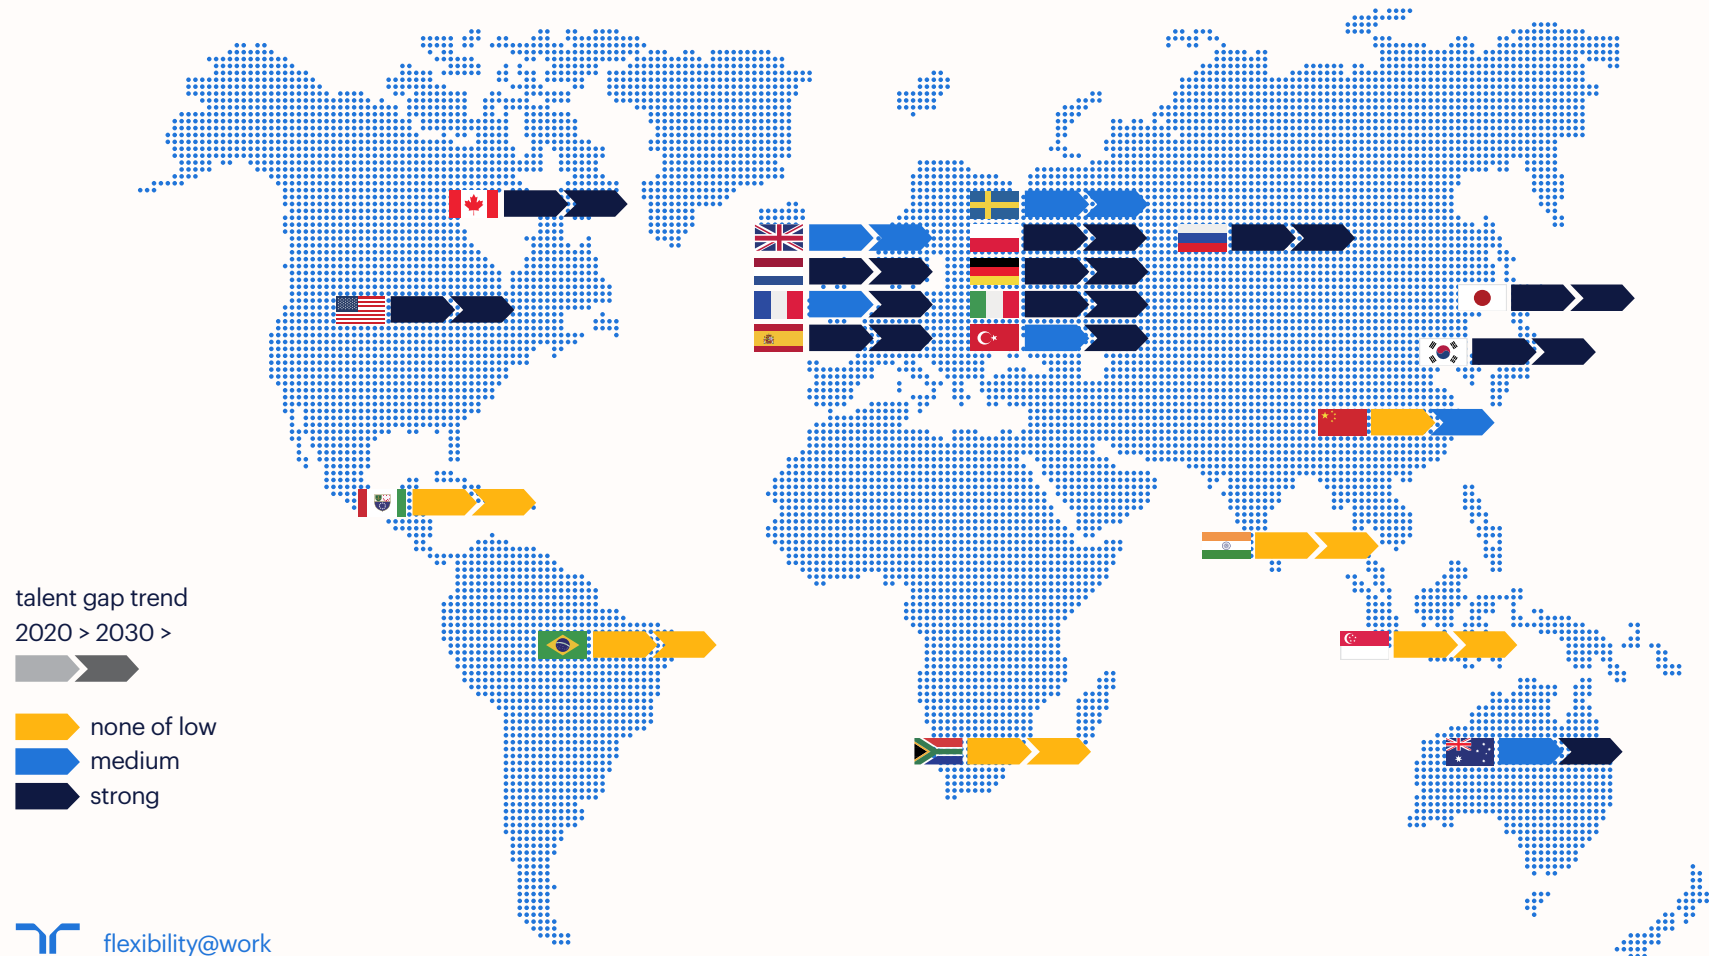 talent gap trend
2020 > 2030 >
none of low
medium
strong
flexibility@work